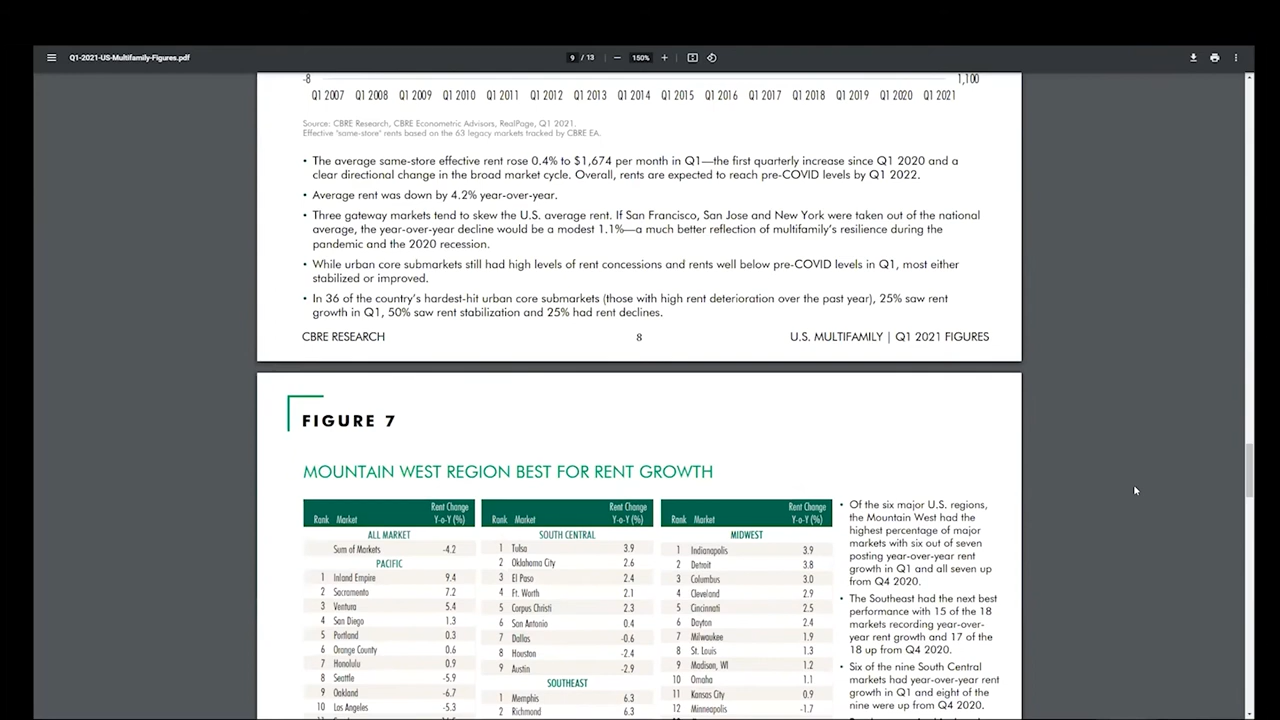 Q1-2021-US-Multifamily-Figures.pdf
9 / 13
150%
-8
1,100
Q1 2007 Q1 2008 Q1 2009 Q1 2010 Q1 2011 Q1 2012 Q1 2013 Q1 2014 Q1 2015 Q1 2016 Q1 2017 Q1 2018 Q1 2019 Q1 2020 Q1 2021
Source: CBRE Research, CBRE Econometric Advisors, RealPage, Q1 2021.
Effective "same-store" rents based on the 63 legacy markets tracked by CBRE EA.
• The average same-store effective rent rose 0.4% to $1,674 per month in Q1—the first quarterly increase since Q1 2020 and a
clear directional change in the broad market cycle. Overall, rents are expected to reach pre-COVID levels by Q1 2022.
• Average rent was down by 4.2% year-over-year.
• Three gateway markets tend to skew the U.S. average rent. If San Francisco, San Jose and New York were taken out of the national
average, the year-over-year decline would be a modest 1.1%—a much better reflection of multifamily's resilience during the
pandemic and the 2020 recession.
• While urban core submarkets still had high levels of rent concessions and rents well below pre-COVID levels in Q1, most either
stabilized or improved.
• In 36 of the country's hardest-hit urban core submarkets (those with high rent deterioration over the past year), 25% saw rent
growth in Q1, 50% saw rent stabilization and 25% had rent declines.
CBRE RESEARCH
8
U.S. MULTIFAMILY | Q1 2021 FIGURES
FIGURE 7
MOUNTAIN WEST REGION BEST FOR RENT GROWTH
Rank Market Rent Change Y-o-Y (%)
ALL MARKET
Sum of Markets -4.2
PACIFIC
1 Inland Empire 9.4
2 Sacramento 7.2
3 Ventura 5.4
4 San Diego 1.3
5 Portland 0.3
6 Orange County 0.6
7 Honolulu 0.9
8 Seattle -5.9
9 Oakland -6.7
10 Los Angeles -5.3
Rank Market Rent Change Y-o-Y (%)
SOUTH CENTRAL
1 Tulsa 3.9
2 Oklahoma City 2.6
3 El Paso 2.4
4 Ft. Worth 2.1
5 Corpus Christi 2.3
6 San Antonio 0.4
7 Dallas -0.6
8 Houston -2.4
9 Austin -2.9
SOUTHEAST
1 Memphis 6.3
2 Richmond 6.3
Rank Market Rent Change Y-o-Y (%)
MIDWEST
1 Indianapolis 3.9
2 Detroit 3.8
3 Columbus 3.0
4 Cleveland 2.9
5 Cincinnati 2.5
6 Dayton 2.4
7 Milwaukee 1.9
8 St. Louis 1.3
9 Madison, WI 1.2
10 Omaha 1.1
11 Kansas City 0.9
12 Minneapolis -1.7
• Of the six major U.S. regions,
the Mountain West had the
highest percentage of major
markets with six out of seven
posting year-over-year rent
growth in Q1 and all seven up
from Q4 2020.
• The Southeast had the next best
performance with 15 of the 18
markets recording year-over-
year rent growth and 17 of the
18 up from Q4 2020.
• Six of the nine South Central
markets had year-over-year rent
growth in Q1 and eight of the
nine were up from Q4 2020.